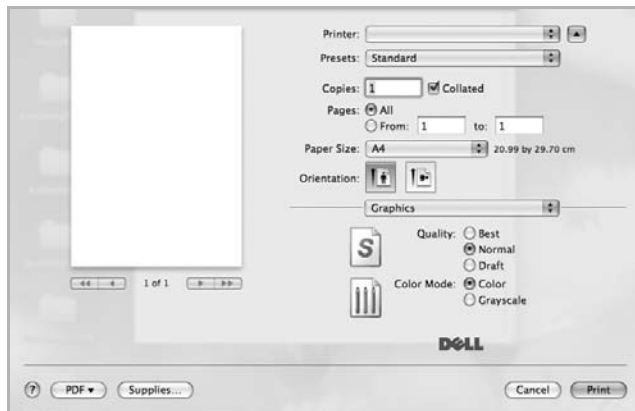 Printer:
Presets: Standard
Copies: 1 Collated
Pages: All
From: 1 to: 1
Paper Size: A4 20.99 by 29.70 cm
Orientation:
Graphics
Quality: Best
Normal
Draft
S
1 of 1
Color Mode: Color
Grayscale
DELL
? PDF Supplies... Cancel Print